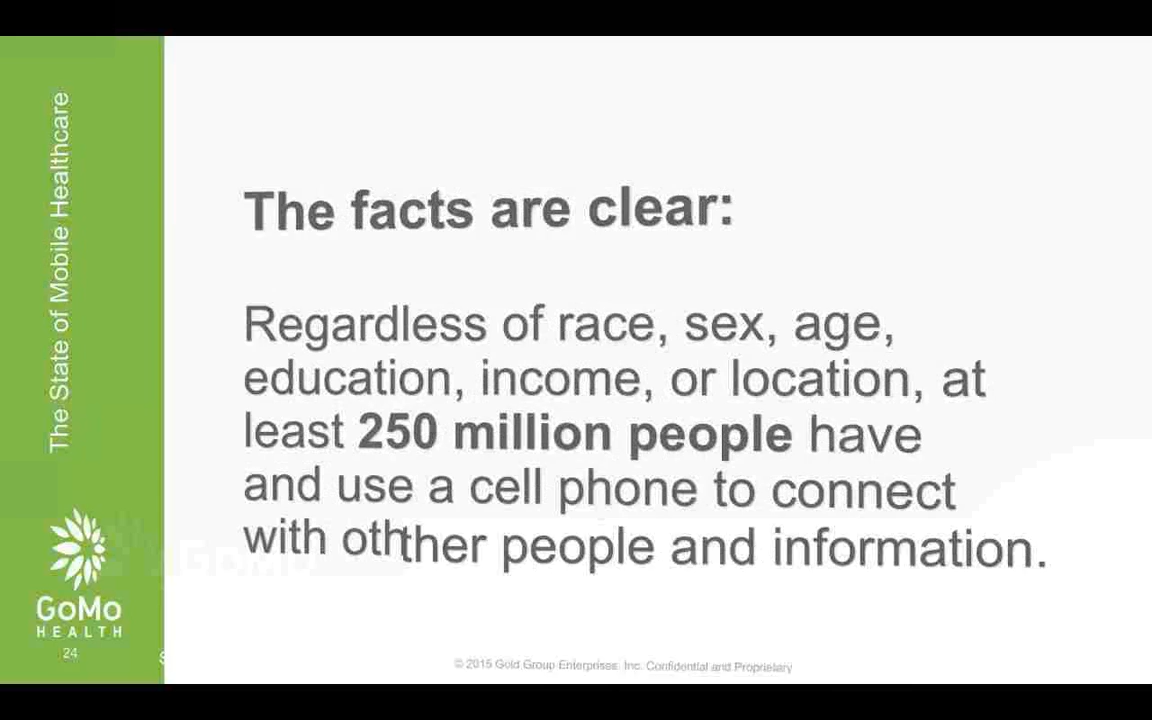 The State of Mobile Healthcare
The facts are clear:
Regardless of race, sex, age,
education, income, or location, at
least 250 million people have
and use a cell phone to connect
with other people and information.
GoMo
HEALTH
24
© 2015 Gold Group Enterprises, Inc. Confidential and Proprietary